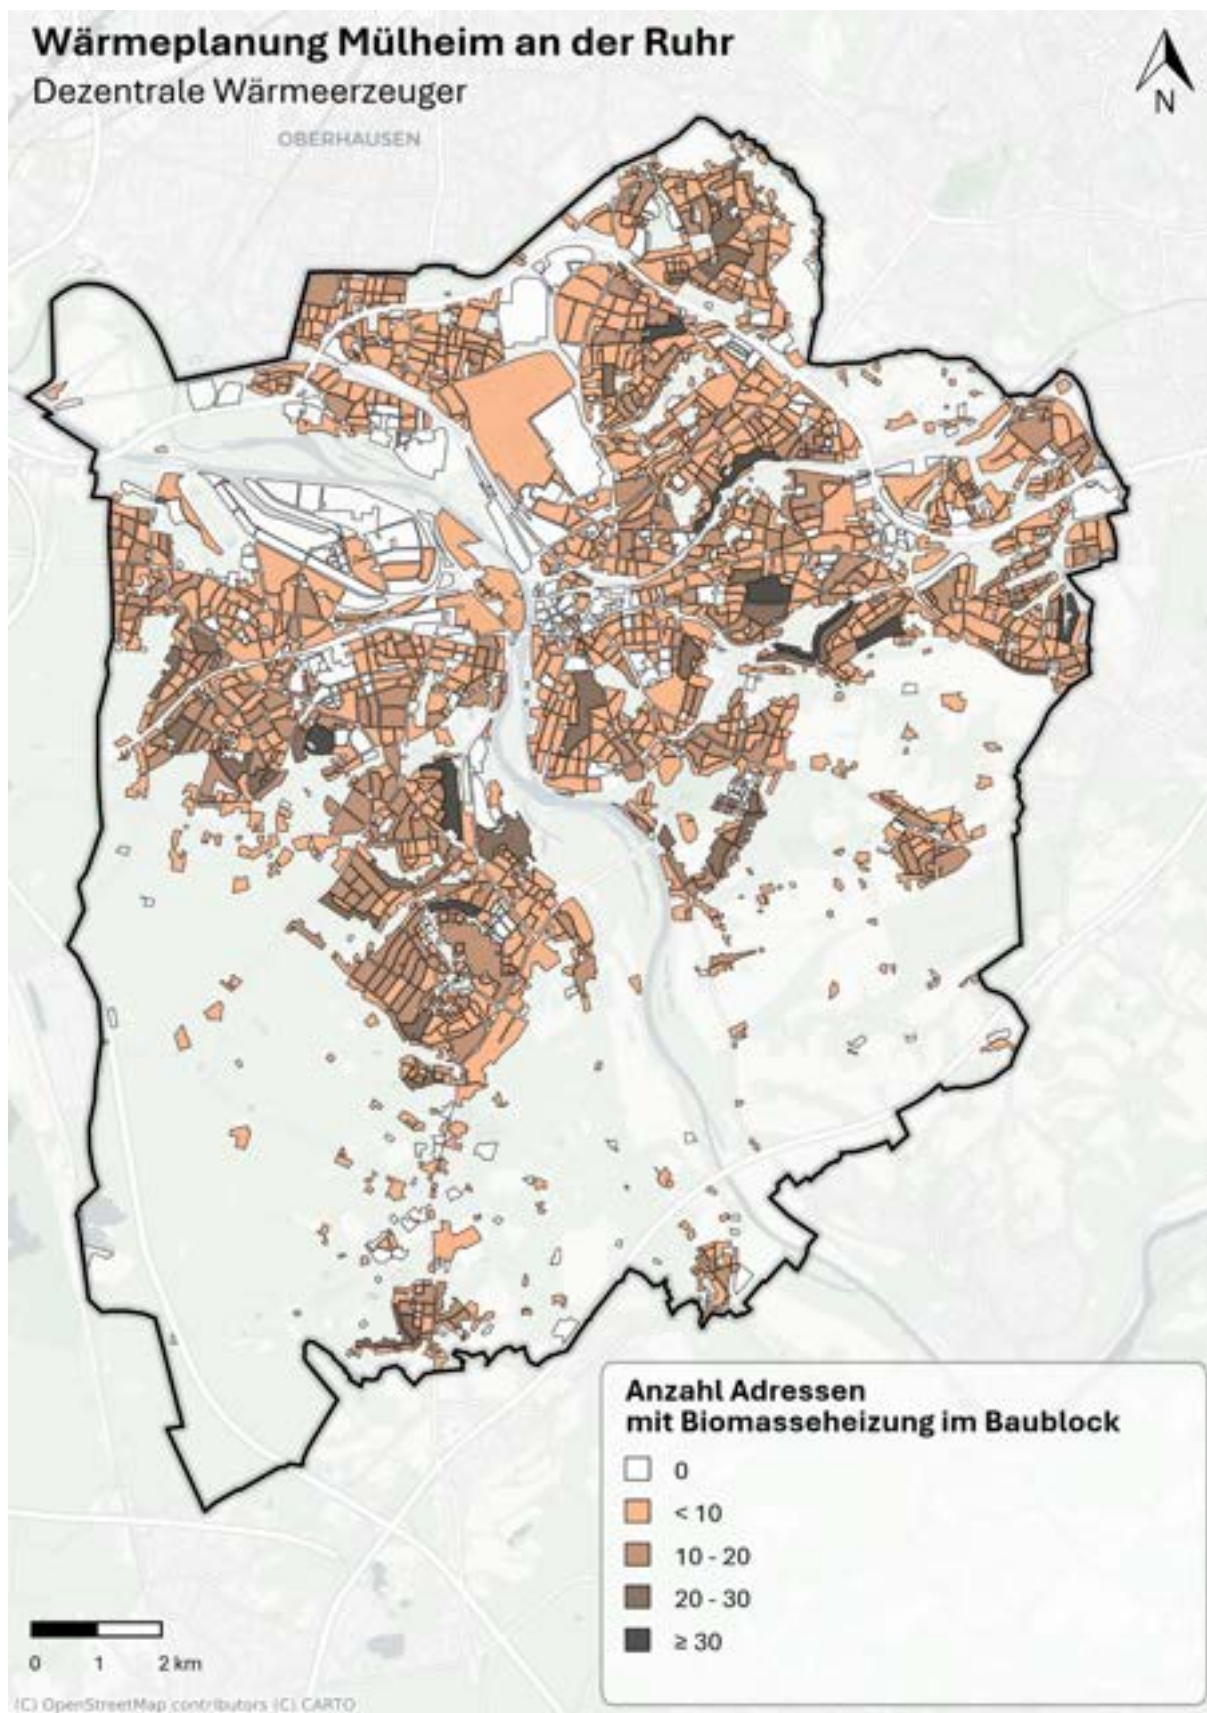 Wärmeplanung Mülheim an der Ruhr
Dezentrale Wärmeerzeuger
N
OBERHAUSEN
Anzahl Adressen
mit Biomasseheizung im Baublock
0
< 10
10 - 20
20 - 30
≥ 30
0 1 2 km
(C) OpenStreetMap contributors (C) CARTO